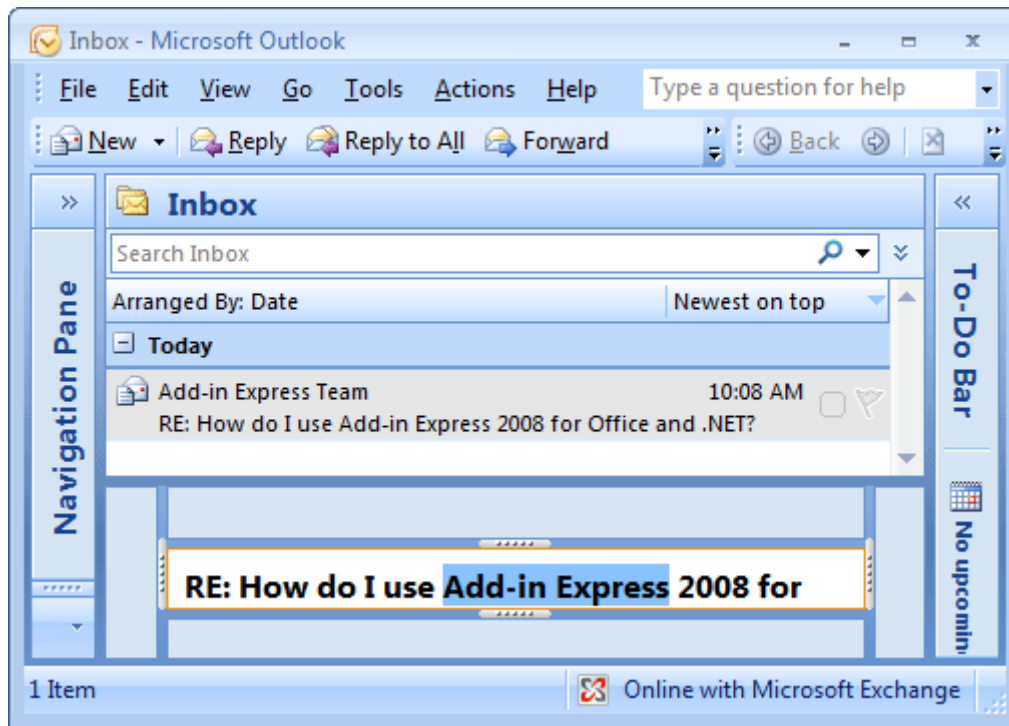 Inbox - Microsoft Outlook
File Edit View Go Tools Actions Help Type a question for help
New Reply Reply to All Forward Back
Inbox
Search Inbox
Arranged By: Date Newest on top
Today
Add-in Express Team 10:08 AM
RE: How do I use Add-in Express 2008 for Office and .NET?
Navigation Pane
RE: How do I use Add-in Express 2008 for
To-Do Bar
No upcoming
1 Item Online with Microsoft Exchange